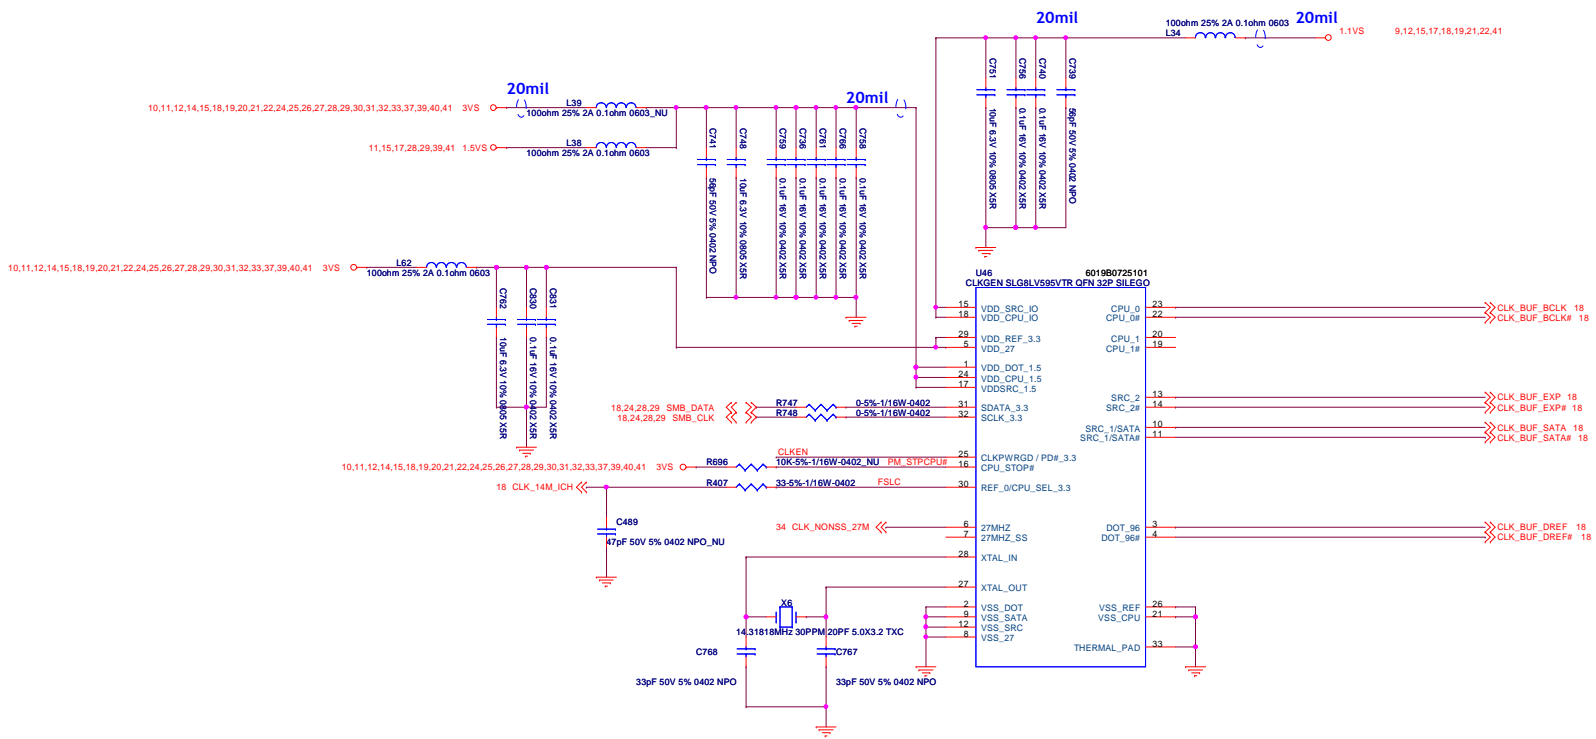 20mil
100ohm 25% 2A 0.1ohm 0603
L34
20mil
1.1VS
9,12,15,17,18,19,21,22,41
C751
10uF 6.3V 10% 0805 X5R
C756
0.1uF 16V 10% 0402 X5R
C740
0.1uF 16V 10% 0402 X5R
C739
56pF 50V 5% 0402 NPO
10,11,12,14,15,18,19,20,21,22,24,25,26,27,28,29,30,31,32,33,37,39,40,41 3VS
20mil
L39
100ohm 25% 2A 0.1ohm 0603_NU
20mil
11,15,17,28,29,39,41 1.5VS
L38
100ohm 25% 2A 0.1ohm 0603
C741
56pF 50V 5% 0402 NPO
C748
10uF 6.3V 10% 0805 X5R
C759
0.1uF 16V 10% 0402 X5R
C736
0.1uF 16V 10% 0402 X5R
C761
0.1uF 16V 10% 0402 X5R
C766
0.1uF 16V 10% 0402 X5R
C758
0.1uF 16V 10% 0402 X5R
10,11,12,14,15,18,19,20,21,22,24,25,26,27,28,29,30,31,32,33,37,39,40,41 3VS
L62
100ohm 25% 2A 0.1ohm 0603
C762
10uF 6.3V 10% 0805 X5R
C830
0.1uF 16V 10% 0402 X5R
C831
0.1uF 16V 10% 0402 X5R
U46
6019B0725101
CLKGEN SLG8LV595VTR QFN 32P SILEGO
15 VDD_SRC_IO
18 VDD_CPU_IO
29 VDD_REF_3.3
5 VDD_27
1 VDD_DOT_1.5
24 VDD_CPU_1.5
17 VDDSRC_1.5
18,24,28,29 SMB_DATA
R747
0-5%-1/16W-0402
31 SDATA_3.3
18,24,28,29 SMB_CLK
R748
0-5%-1/16W-0402
32 SCLK_3.3
CLKEN
25 CLKPWRGD / PD#_3.3
10,11,12,14,15,18,19,20,21,22,24,25,26,27,28,29,30,31,32,33,37,39,40,41 3VS
R696
10K-5%-1/16W-0402_NU
PM_STPCPU#
16 CPU_STOP#
18 CLK_14M_ICH
R407
33-5%-1/16W-0402
FSLC
30 REF_0/CPU_SEL_3.3
C489
47pF 50V 5% 0402 NPO_NU
34 CLK_NONSS_27M
6 27MHZ
7 27MHZ_SS
28 XTAL_IN
27 XTAL_OUT
X6
14.31818MHz 30PPM 20PF 5.0X3.2 TXC
C768
33pF 50V 5% 0402 NPO
C767
33pF 50V 5% 0402 NPO
2 VSS_DOT
9 VSS_SATA
12 VSS_SRC
8 VSS_27
CPU_0 23 CLK_BUF_BCLK 18
CPU_0# 22 CLK_BUF_BCLK# 18
CPU_1 20
CPU_1# 19
SRC_2 13 CLK_BUF_EXP 18
SRC_2# 14 CLK_BUF_EXP# 18
SRC_1/SATA 10 CLK_BUF_SATA 18
SRC_1/SATA# 11 CLK_BUF_SATA# 18
DOT_96 3 CLK_BUF_DREF 18
DOT_96# 4 CLK_BUF_DREF# 18
VSS_REF 26
VSS_CPU 21
THERMAL_PAD 33